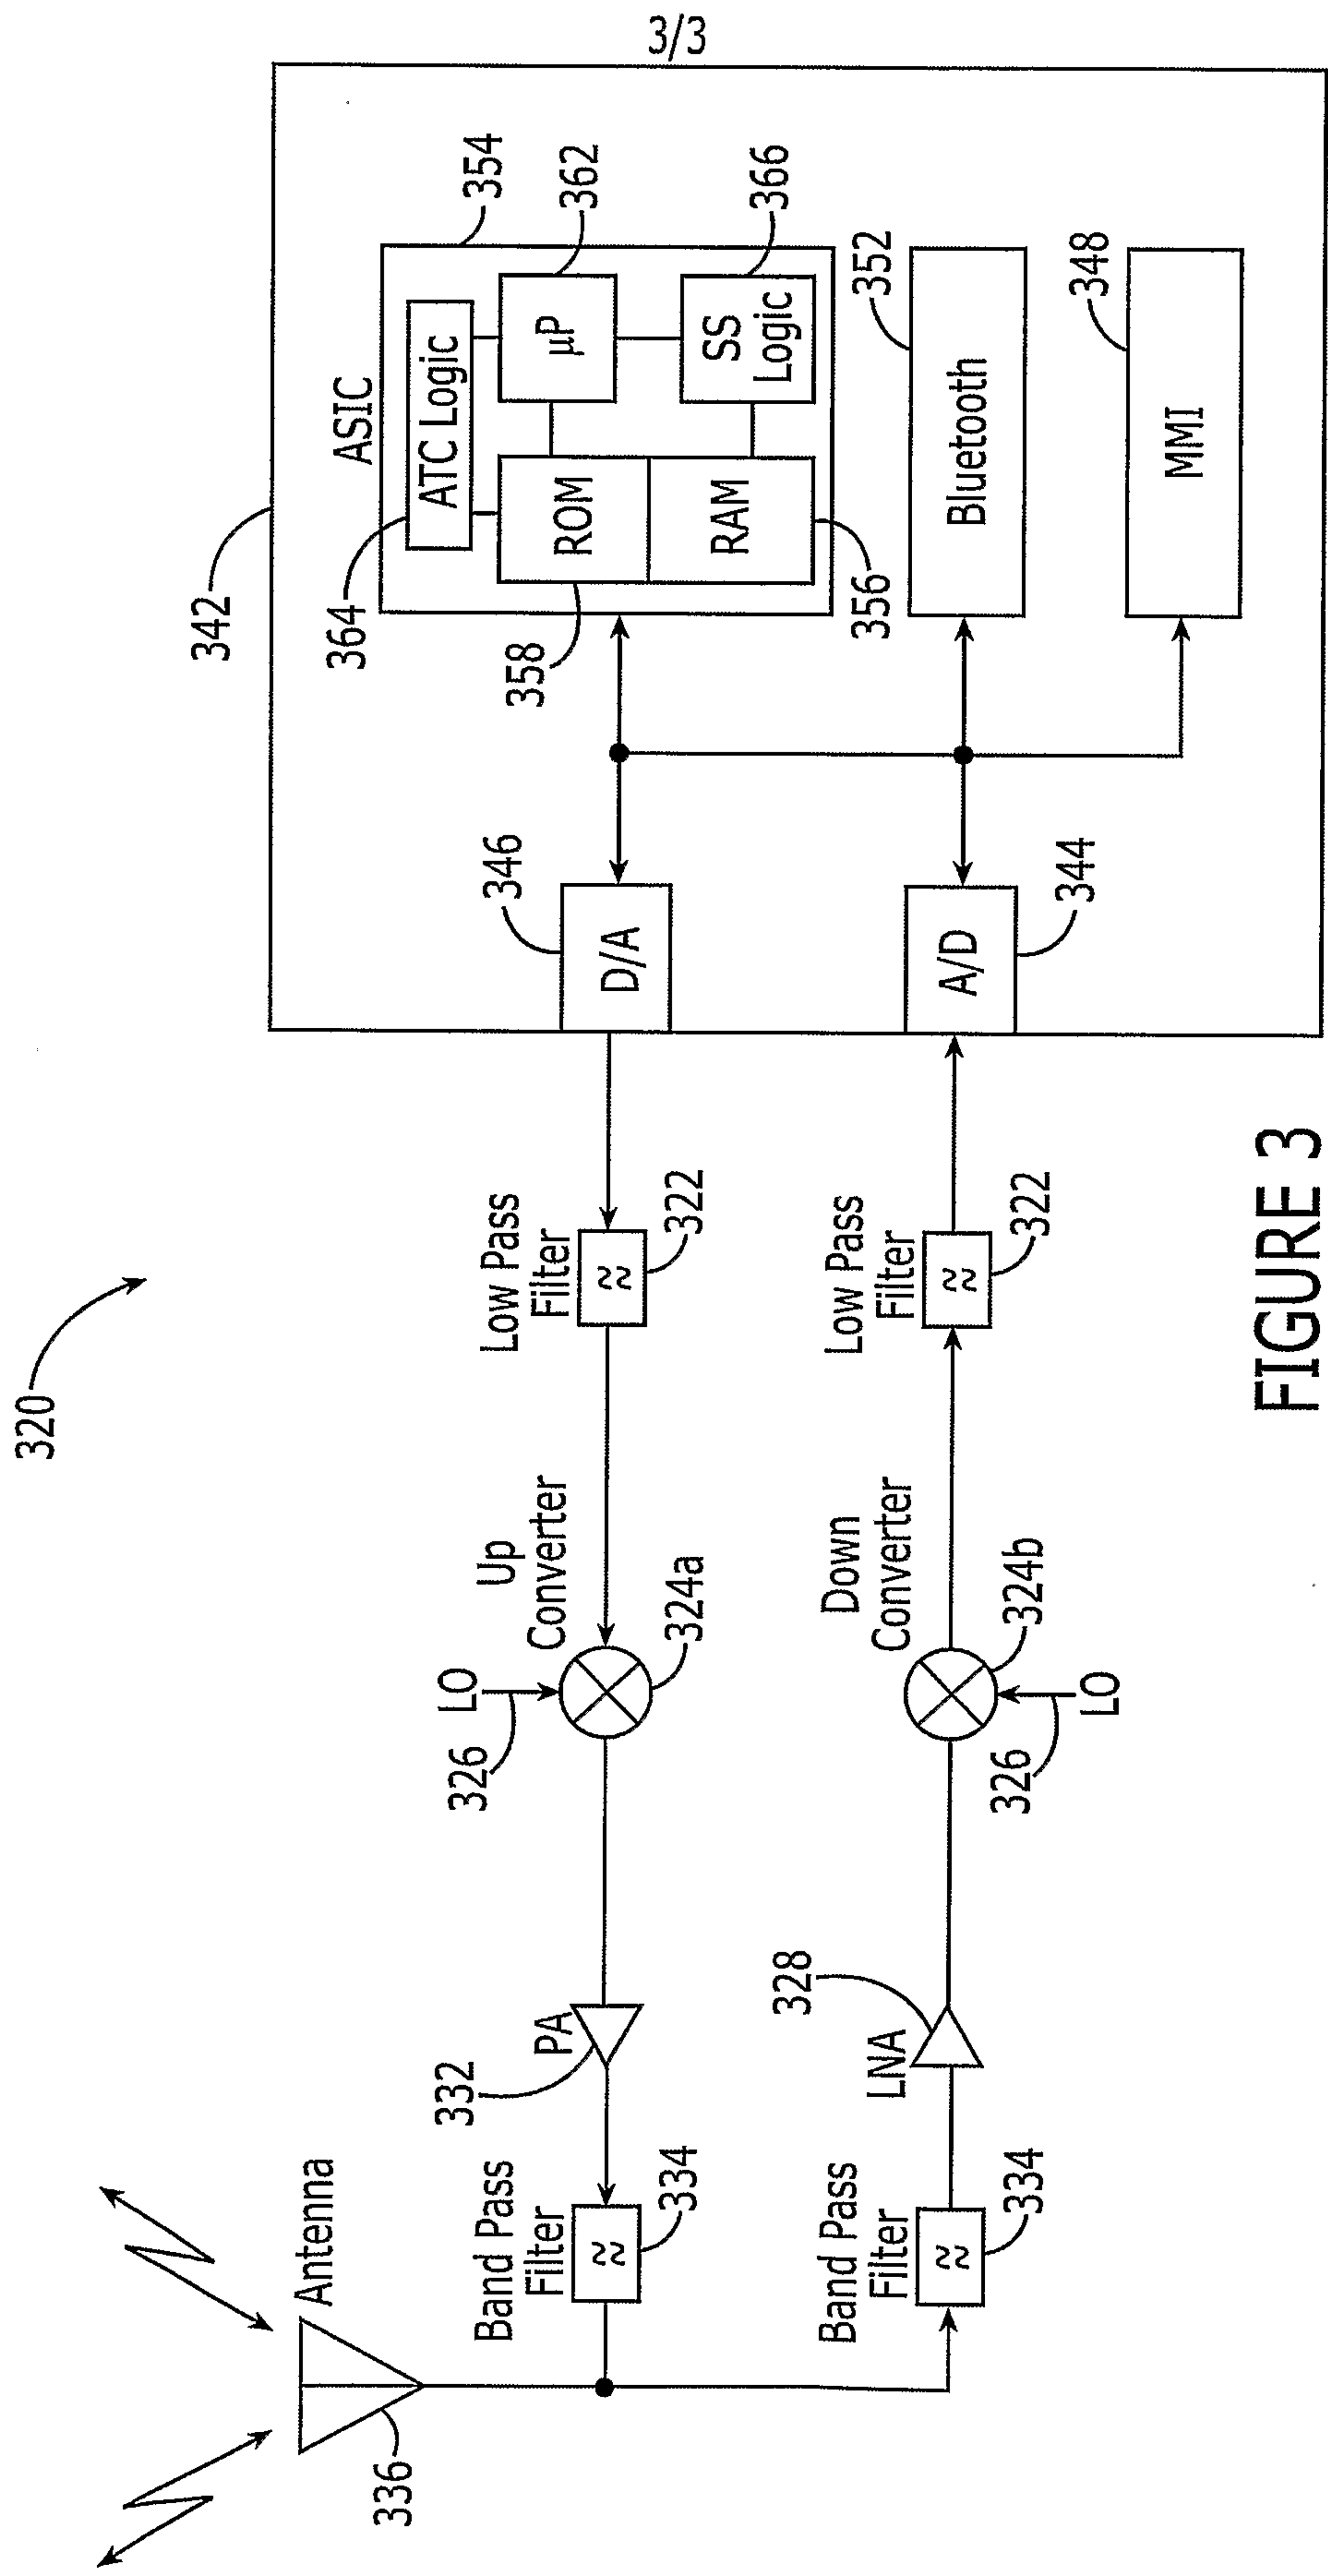 3/3
320
342
ASIC
354
364
ATC Logic
362
µP
366
SS
Logic
358
ROM
RAM
356
352
Bluetooth
348
MMI
346
D/A
344
A/D
Low Pass
Filter
322
Low Pass
Filter
322
Up
Converter
324a
LO
326
Down
Converter
324b
LO
326
PA
332
LNA
328
Band Pass
Filter
334
Band Pass
Filter
334
Antenna
336
FIGURE 3